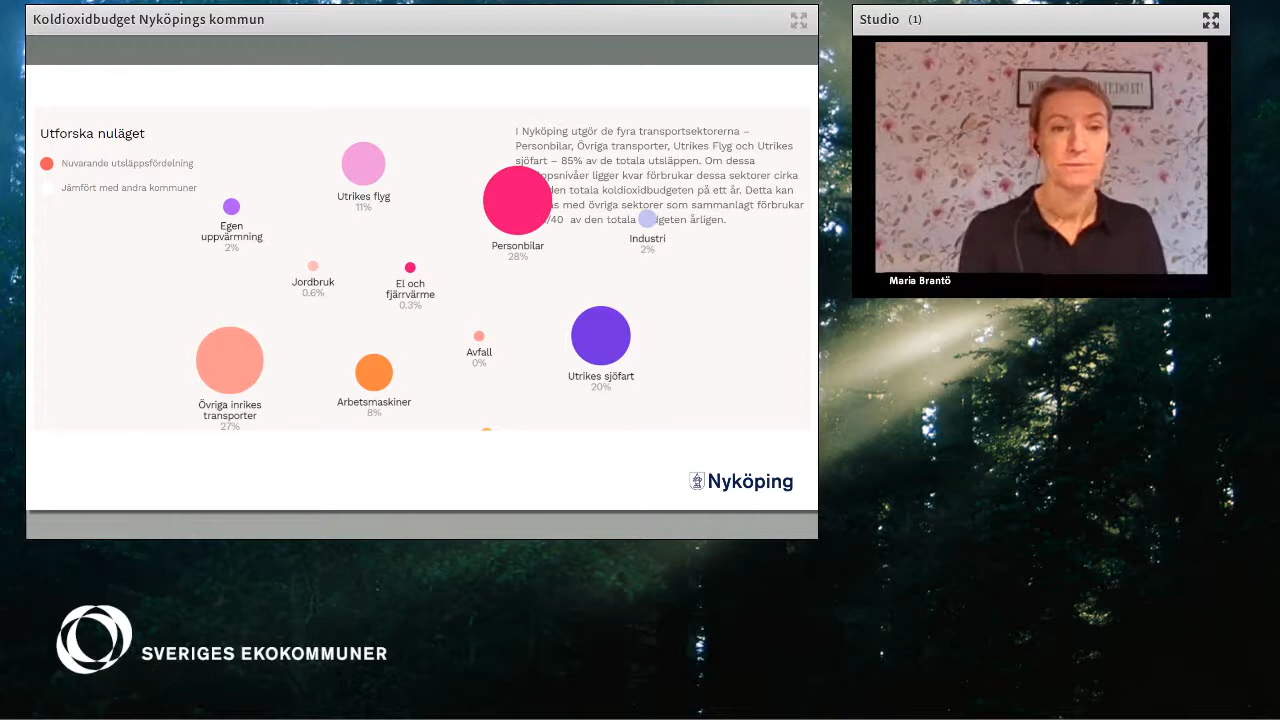 Koldioxidbudget Nyköpings kommun
Studio (1)
Utforska nuläget
Nuvarande utsläppsfördelning
Jämfört med andra kommuner
I Nyköping utgör de fyra transportsektorerna –
Personbilar, Övriga transporter, Utrikes Flyg och Utrikes
sjöfart – 85% av de totala utsläppen. Om dessa
ligger kvar förbrukar dessa sektorer cirka
den totala koldioxidbudgeten på ett år. Detta kan
med övriga sektorer som sammanlagt förbrukar
/40 av den totala årligen.
Utrikes flyg
11%
Egen
uppvärmning
2%
Personbilar
28%
Industri
2%
Jordbruk
0.6%
El och
fjärrvärme
0.3%
Avfall
0%
Utrikes sjöfart
20%
Övriga inrikes
transporter
27%
Arbetsmaskiner
8%
Nyköping
Maria Brantö
SVERIGES EKOKOMMUNER